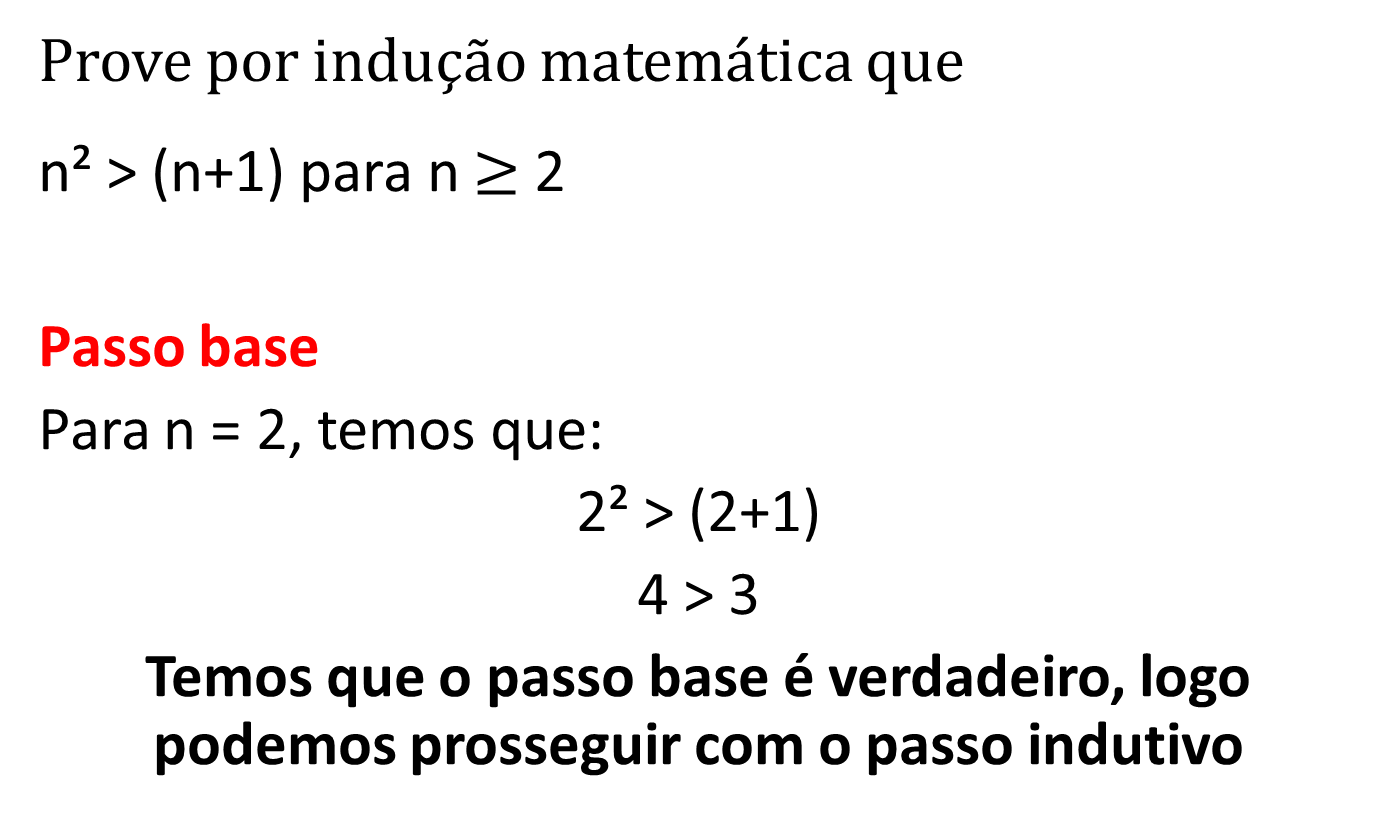 Prove por indução matemática que
n² > (n+1) para n ≥ 2
Passo base
Para n = 2, temos que:
2² > (2+1)
4 > 3
Temos que o passo base é verdadeiro, logo
podemos prosseguir com o passo indutivo